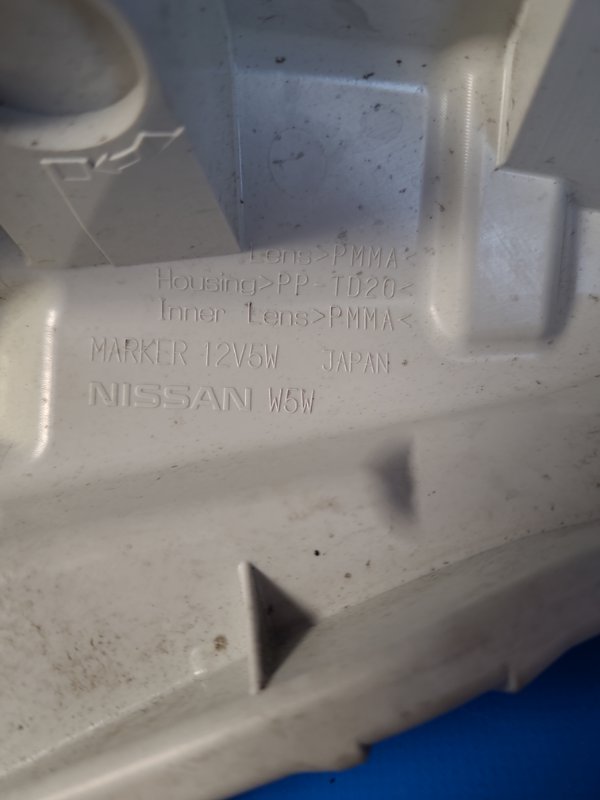 Lens>PMMA<
Housing>PP-TD20<
Inner Lens>PMMA<
MARKER 12V5W JAPAN
NISSAN W5W